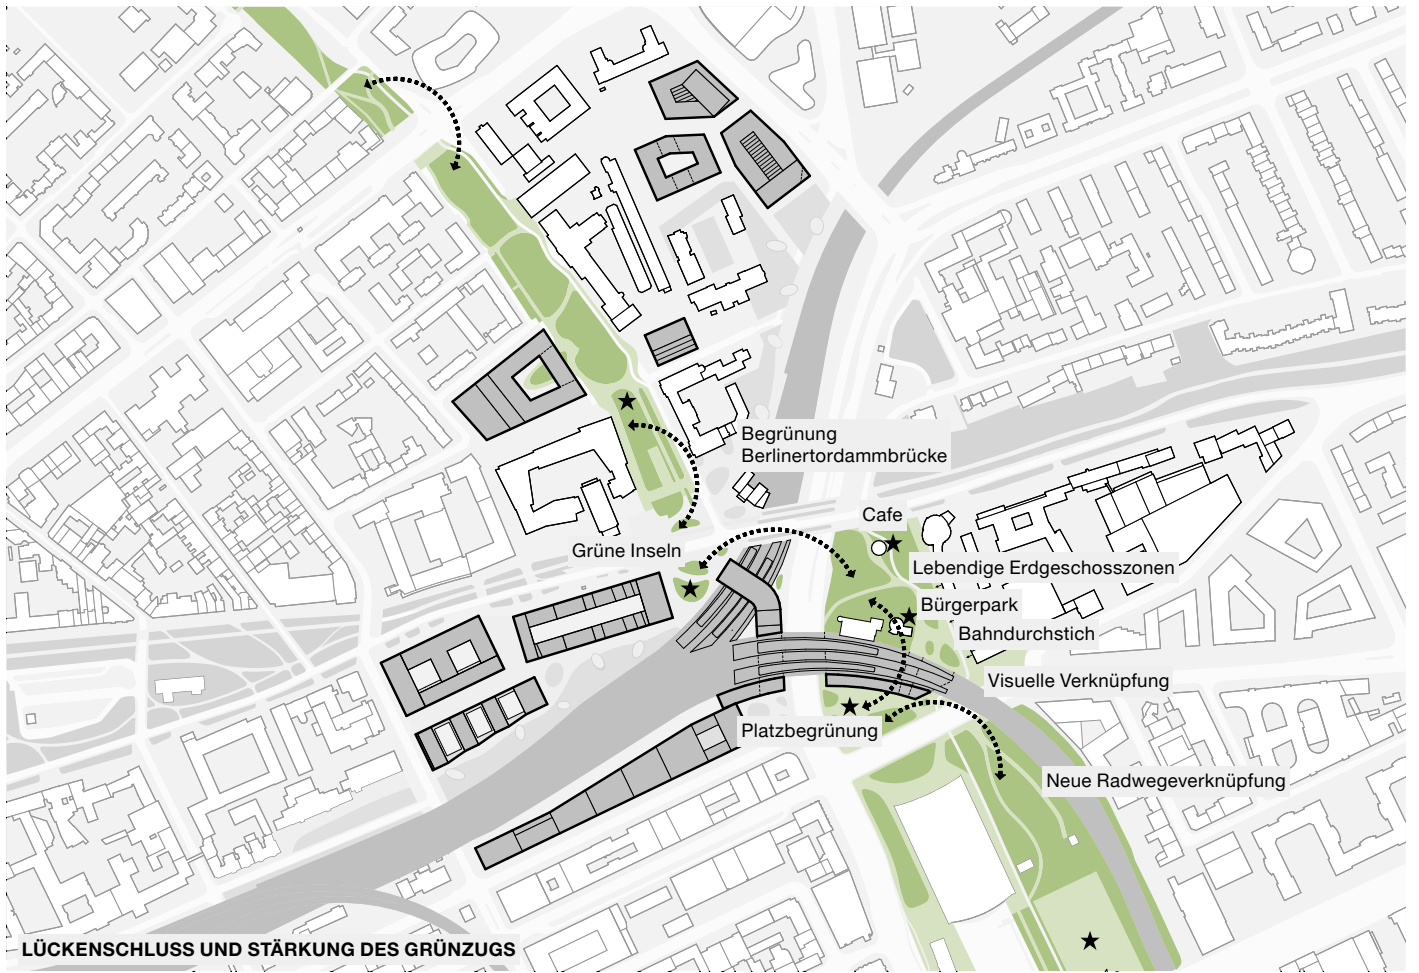 Begrünung
Berlinertordammbrücke
Cafe
Grüne Inseln
Lebendige Erdgeschosszonen
Bürgerpark
Bahndurchstich
Visuelle Verknüpfung
Platzbegrünung
Neue Radwegeverknüpfung
LÜCKENSCHLUSS UND STÄRKUNG DES GRÜNZUGS